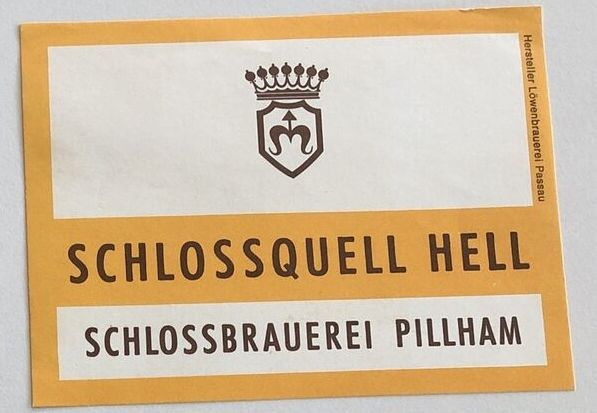 Hersteller Löwenbrauerei Passau
SCHLOSSQUELL HELL
SCHLOSSBRAUEREI PILLHAM